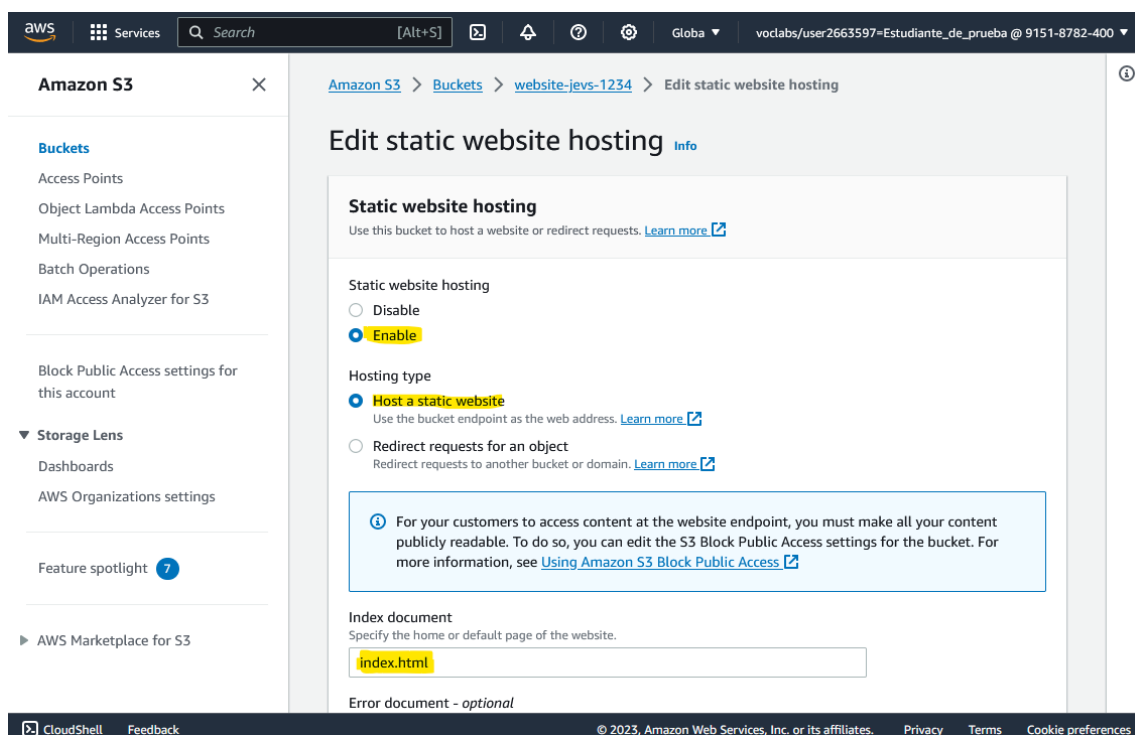 aws
Services
Search [Alt+S]
Globa
voclabs/user2663597=Estudiante_de_prueba @ 9151-8782-400
Amazon S3
Buckets
Access Points
Object Lambda Access Points
Multi-Region Access Points
Batch Operations
IAM Access Analyzer for S3
Block Public Access settings for
this account
Storage Lens
Dashboards
AWS Organizations settings
Feature spotlight 7
AWS Marketplace for S3
Amazon S3 > Buckets > website-jevs-1234 > Edit static website hosting
Edit static website hosting Info
Static website hosting
Use this bucket to host a website or redirect requests. Learn more
Static website hosting
Disable
Enable
Hosting type
Host a static website
Use the bucket endpoint as the web address. Learn more
Redirect requests for an object
Redirect requests to another bucket or domain. Learn more
For your customers to access content at the website endpoint, you must make all your content
publicly readable. To do so, you can edit the S3 Block Public Access settings for the bucket. For
more information, see Using Amazon S3 Block Public Access
Index document
Specify the home or default page of the website.
index.html
Error document - optional
CloudShell Feedback © 2023, Amazon Web Services, Inc. or its affiliates. Privacy Terms Cookie preferences